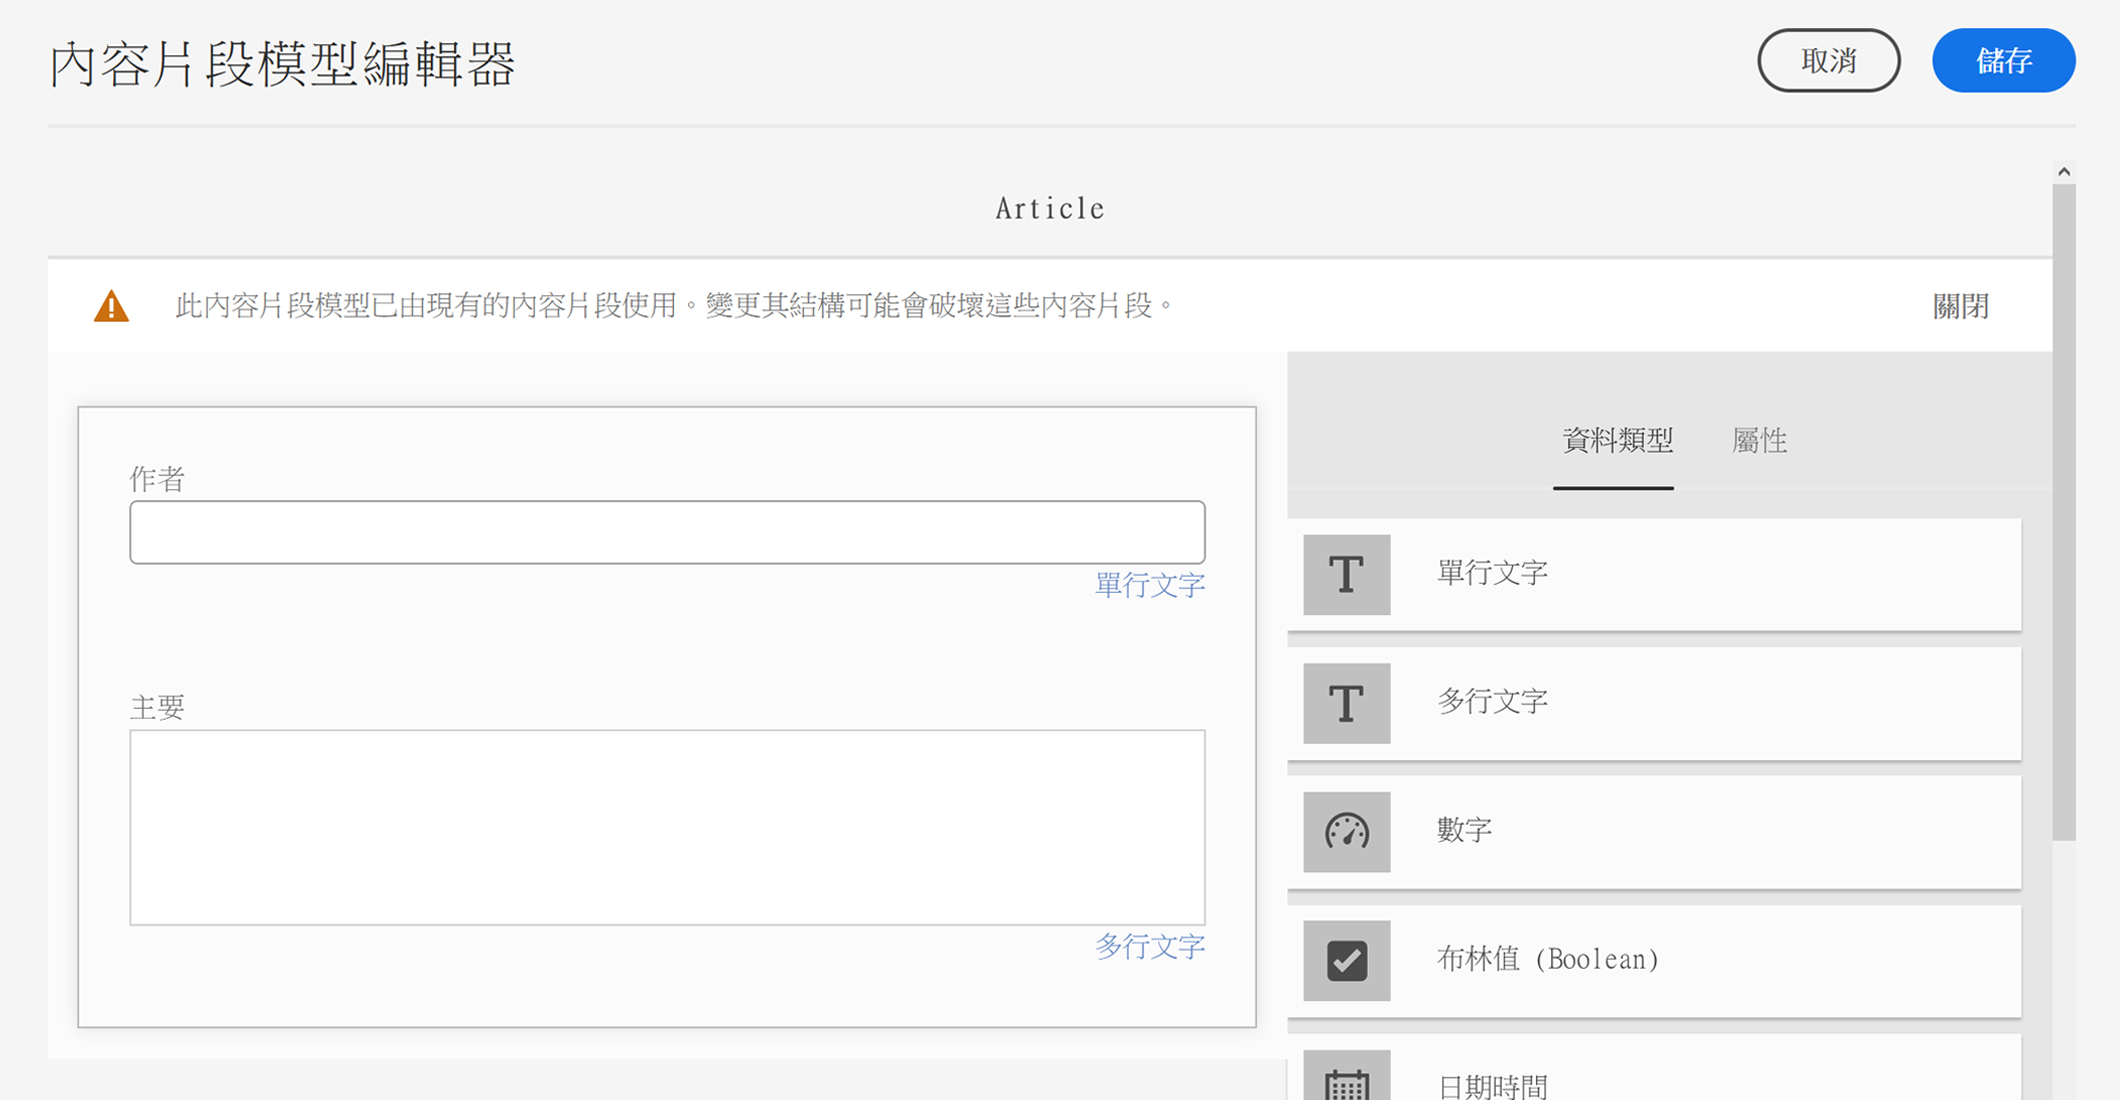 內容片段模型編輯器
取消
儲存
Article
此內容片段模型已由現有的內容片段使用。變更其結構可能會破壞這些內容片段。
關閉
作者
單行文字
主要
多行文字
資料類型
屬性
單行文字
多行文字
數字
布林值 (Boolean)
日期時間